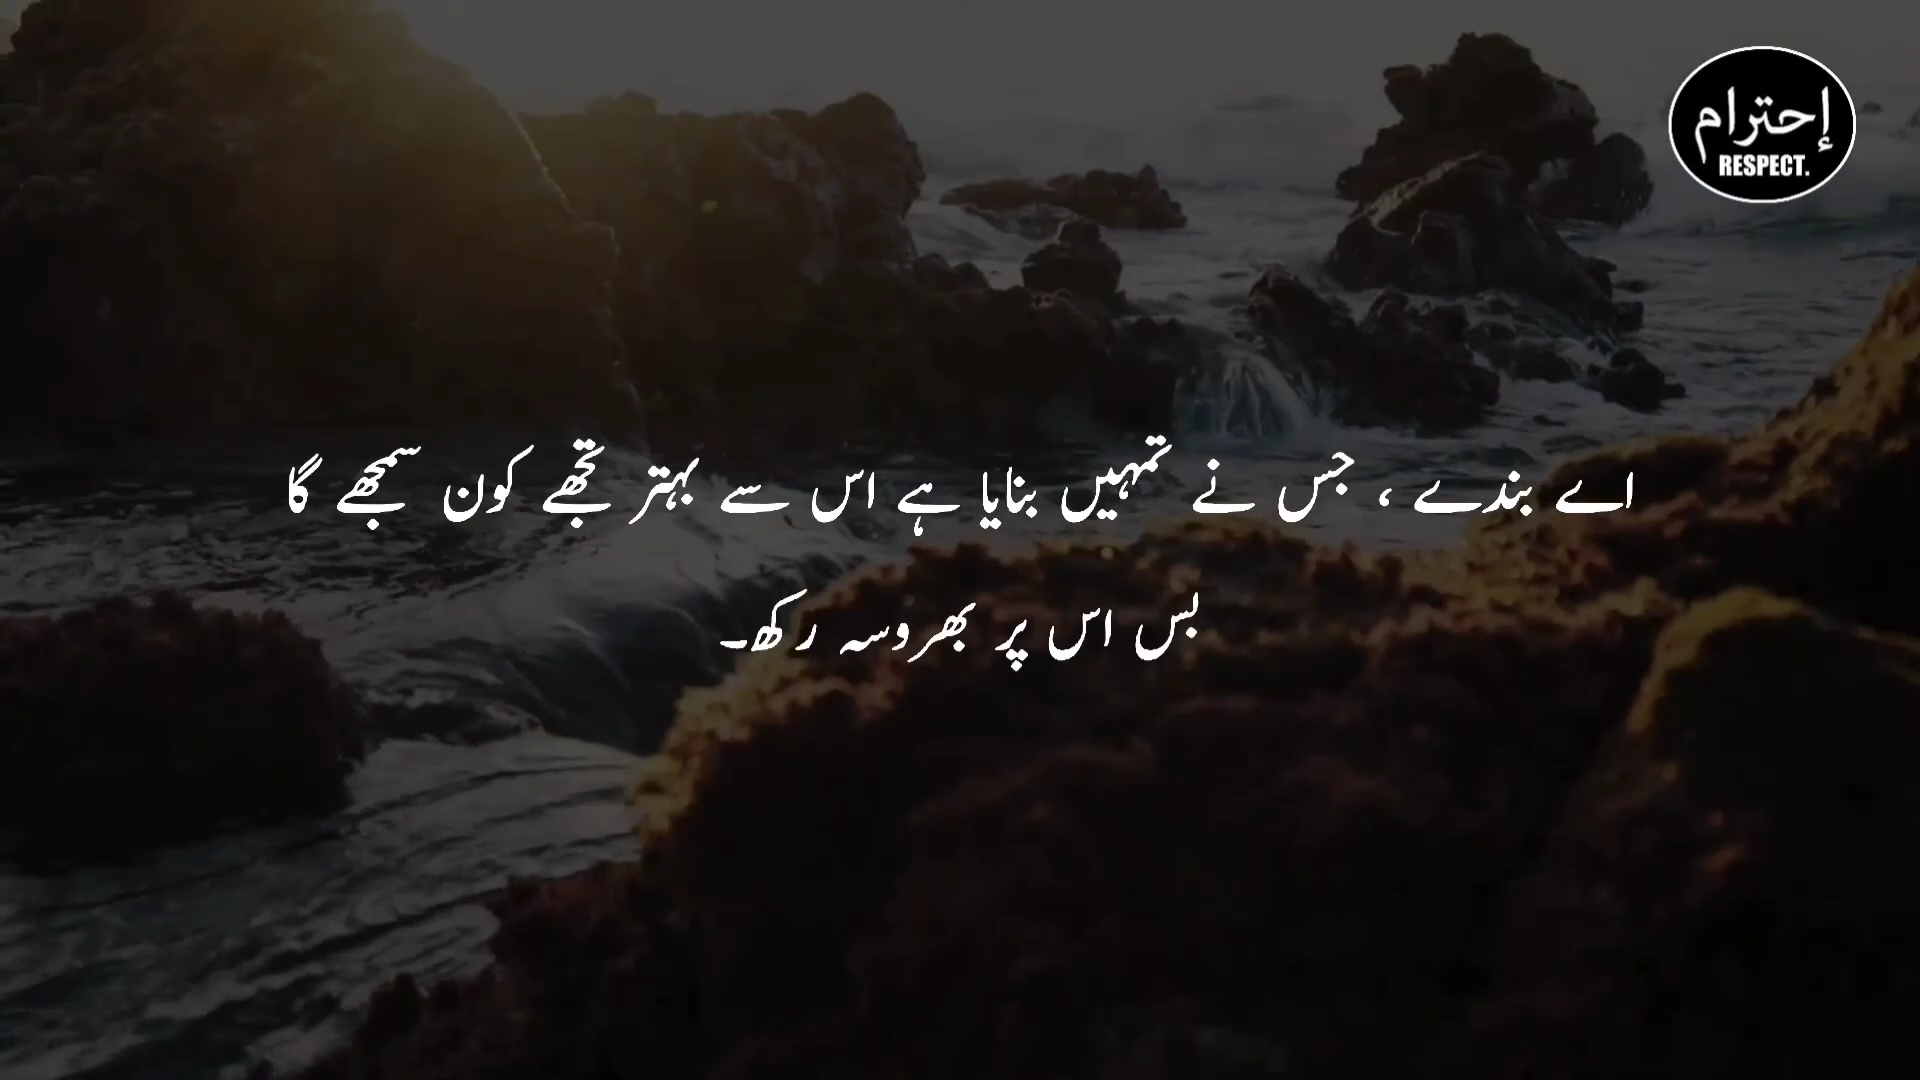 إحترام
RESPECT.
اے بندے ، جس نے تمہیں بنایا ہے اس سے بہتر تجھے کون سمجھے گا
بس اس پر بھروسہ رکھ۔